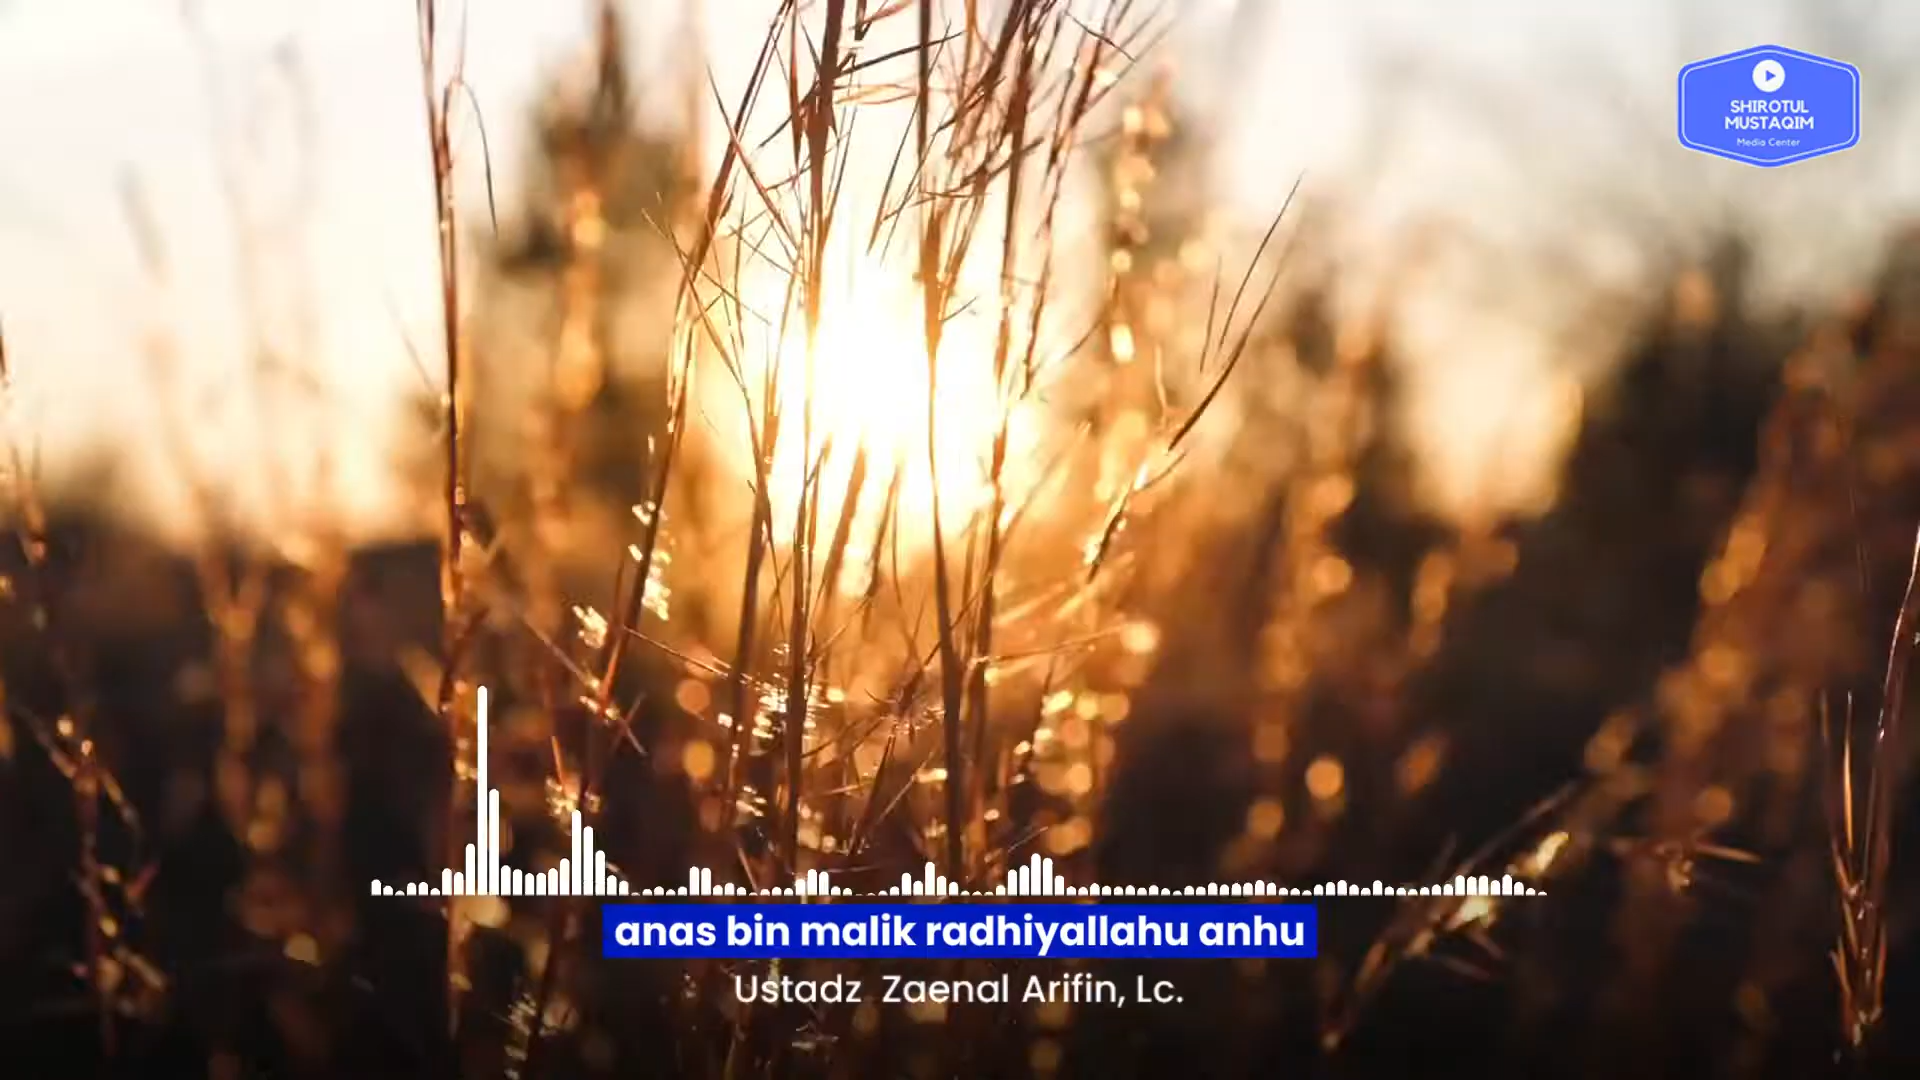 SHIROTUL
MUSTAQIM
Media Center
anas bin malik radhiyallahu anhu
Ustadz Zaenal Arifin, Lc.